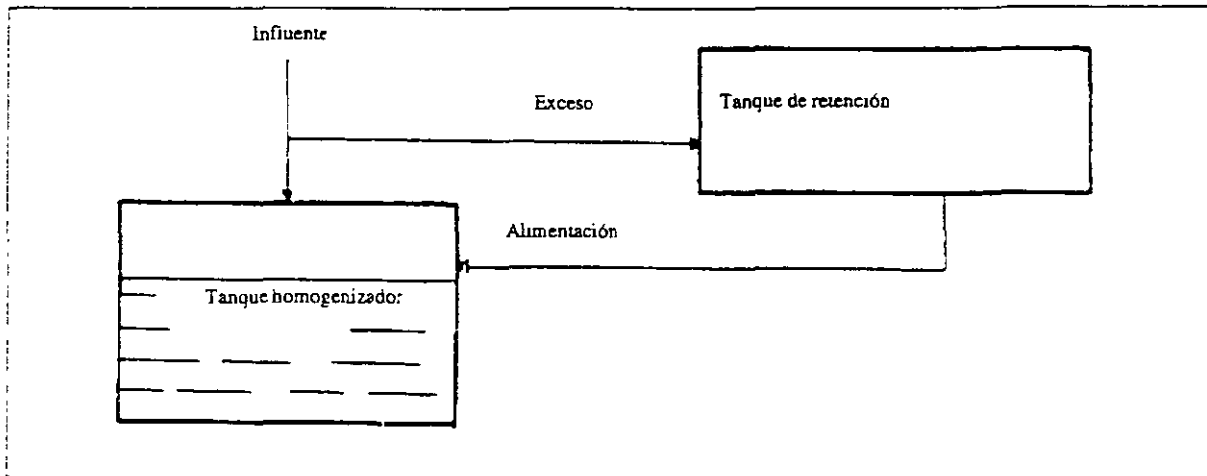 Influente
Exceso
Tanque de retención
Alimentación
Tanque homogenizador